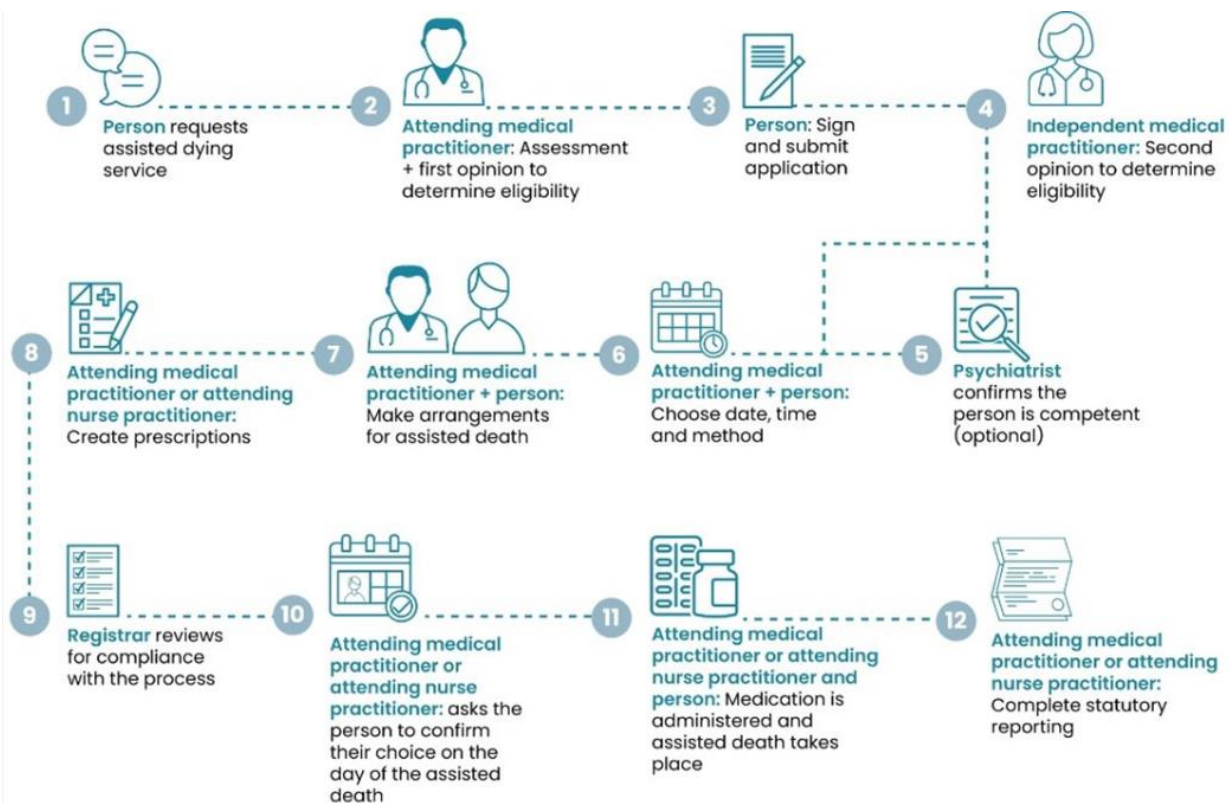 1
Person requests
assisted dying
service
2
Attending medical
practitioner: Assessment
+ first opinion to
determine eligibility
3
Person: Sign
and submit
application
4
Independent medical
practitioner: Second
opinion to determine
eligibility
5
Psychiatrist
confirms the
person is competent
(optional)
6
Attending medical
practitioner + person:
Choose date, time
and method
7
Attending medical
practitioner + person:
Make arrangements
for assisted death
8
Attending medical
practitioner or attending
nurse practitioner:
Create prescriptions
9
Registrar reviews
for compliance
with the process
10
Attending medical
practitioner or
attending nurse
practitioner: asks the
person to confirm
their choice on the
day of the assisted
death
11
Attending medical
practitioner or attending
nurse practitioner and
person: Medication is
administered and
assisted death takes
place
12
Attending medical
practitioner or attending
nurse practitioner:
Complete statutory
reporting